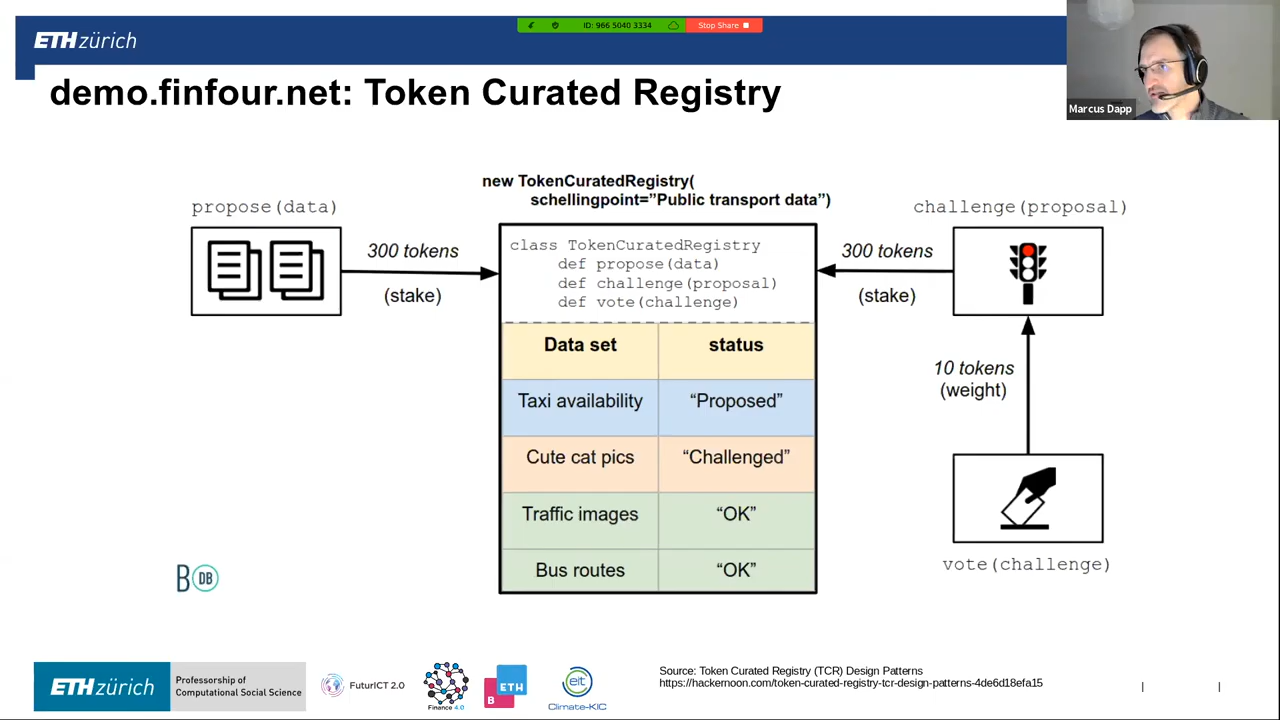 ID: 966 5040 3334
Stop Share
ETH zürich
Marcus Dapp
demo.finfour.net: Token Curated Registry
new TokenCuratedRegistry(
schellingpoint=”Public transport data”)
propose(data)
challenge(proposal)
300 tokens
(stake)
class TokenCuratedRegistry
def propose(data)
def challenge(proposal)
def vote(challenge)
300 tokens
(stake)
Data set status
Taxi availability “Proposed”
Cute cat pics “Challenged”
Traffic images “OK”
Bus routes “OK”
10 tokens
(weight)
vote(challenge)
B DB
ETH zürich
Professorship of
Computational Social Science
FuturICT 2.0
Finance 4.0
B ETH
eit
Climate-KIC
Source: Token Curated Registry (TCR) Design Patterns
https://hackernoon.com/token-curated-registry-tcr-design-patterns-4de6d18efa15